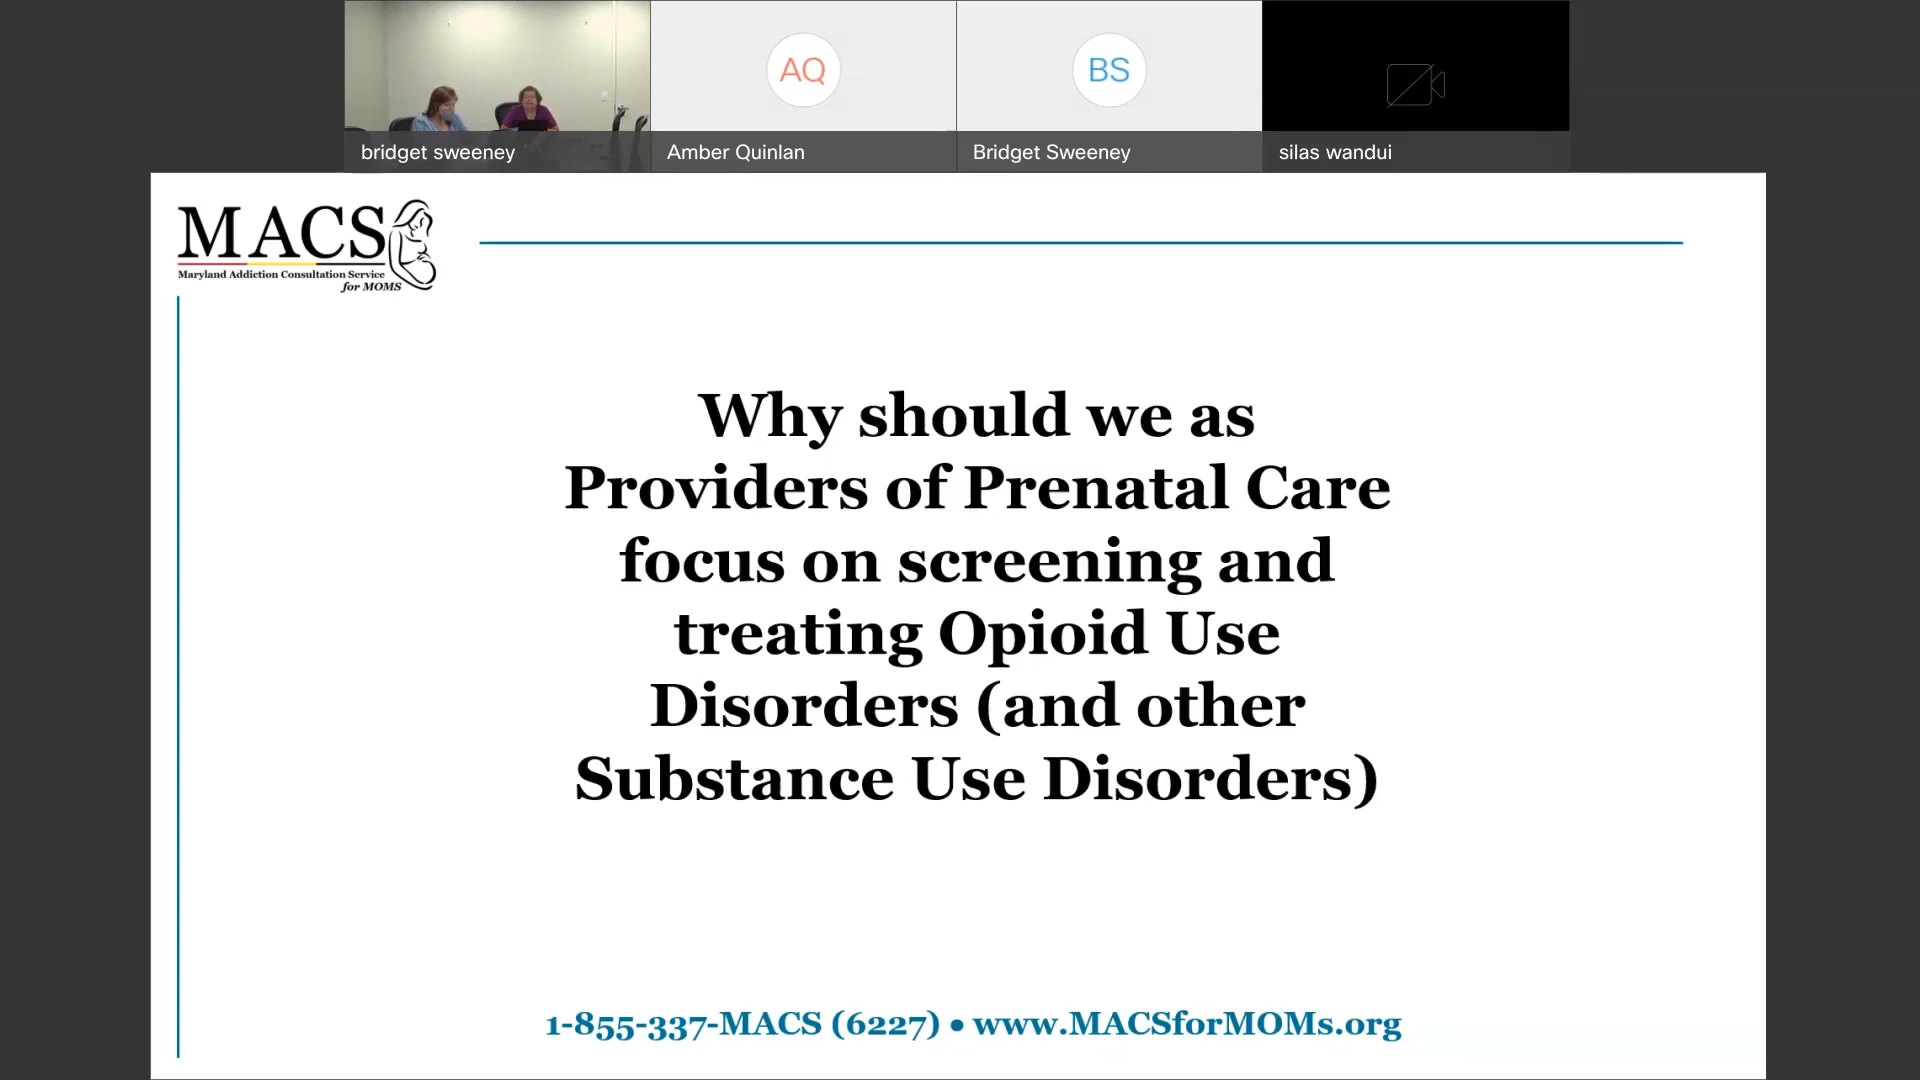 AQ
BS
bridget sweeney
Amber Quinlan
Bridget Sweeney
silas wandui
MACS
Maryland Addiction Consultation Service
for MOMS
Why should we as
Providers of Prenatal Care
focus on screening and
treating Opioid Use
Disorders (and other
Substance Use Disorders)
1-855-337-MACS (6227) • www.MACSforMOMs.org